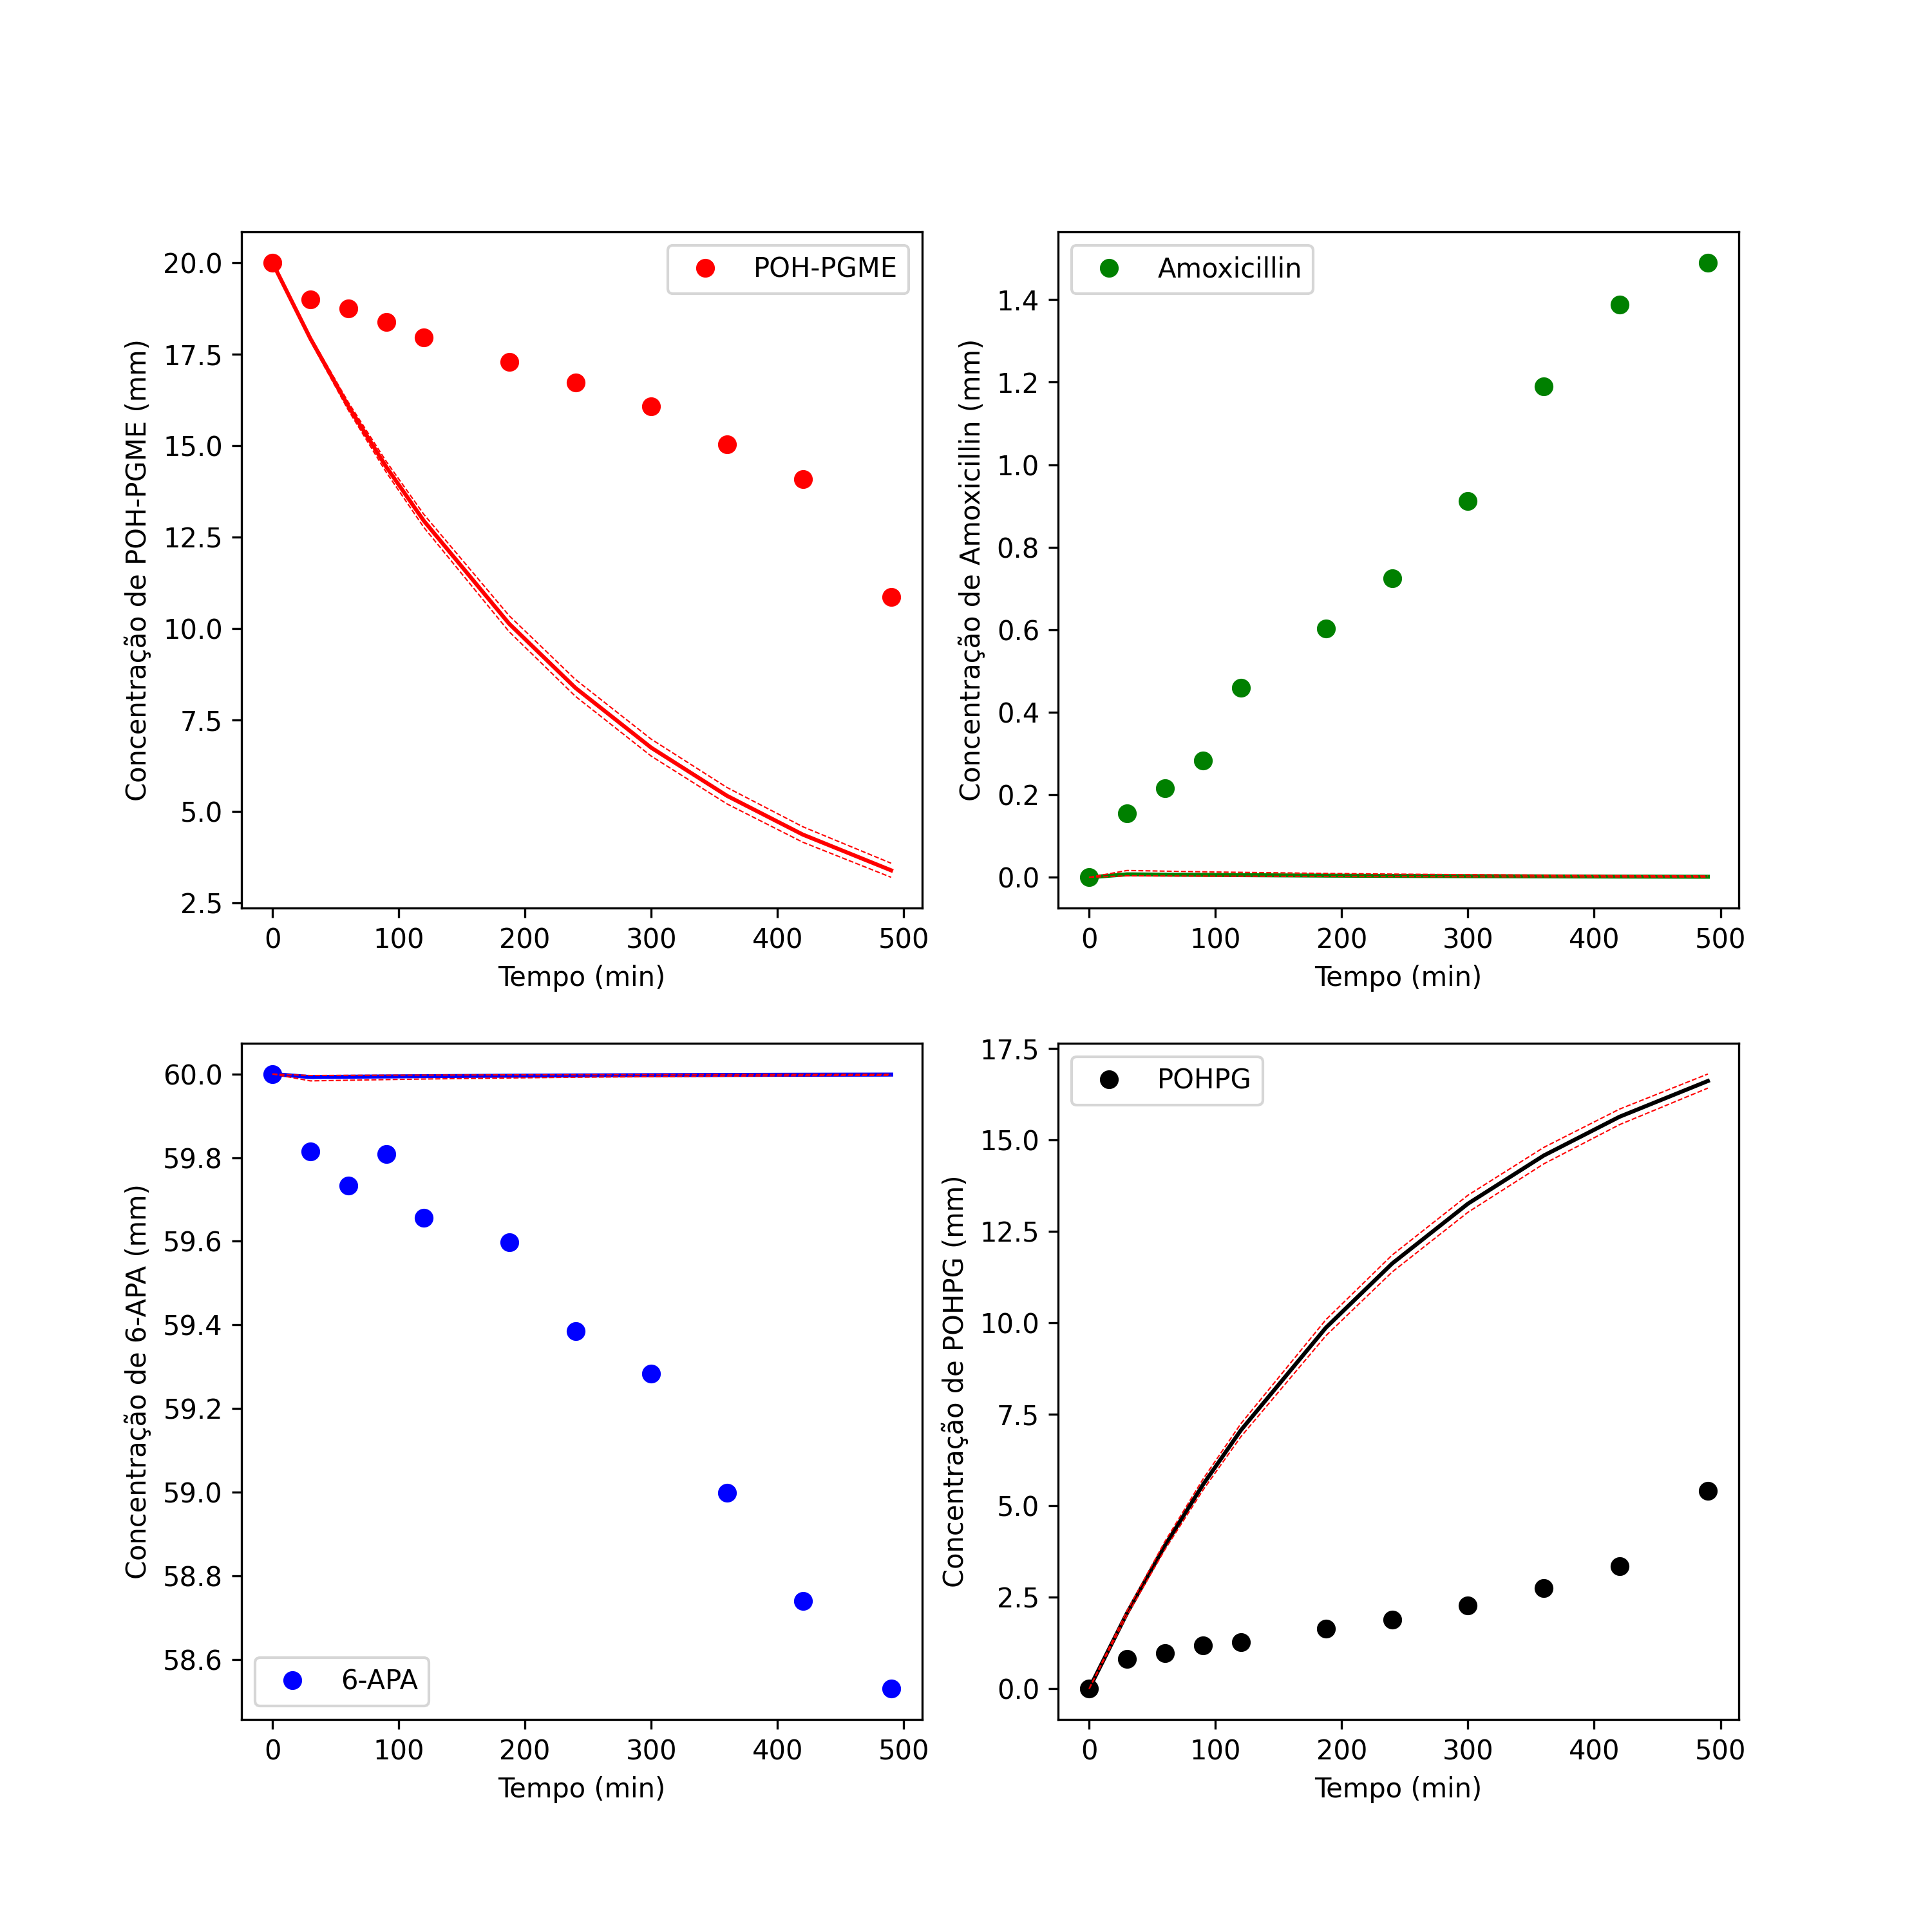 POH-PGME
20.0
17.5
15.0
12.5
10.0
7.5
5.0
2.5
Concentração de POH-PGME (mm)
0 100 200 300 400 500
Tempo (min)
Amoxicillin
1.4
1.2
1.0
0.8
0.6
0.4
0.2
0.0
Concentração de Amoxicillin (mm)
0 100 200 300 400 500
Tempo (min)
60.0
59.8
59.6
59.4
59.2
59.0
58.8
58.6
Concentração de 6-APA (mm)
6-APA
0 100 200 300 400 500
Tempo (min)
POHPG
17.5
15.0
12.5
10.0
7.5
5.0
2.5
0.0
Concentração de POHPG (mm)
0 100 200 300 400 500
Tempo (min)